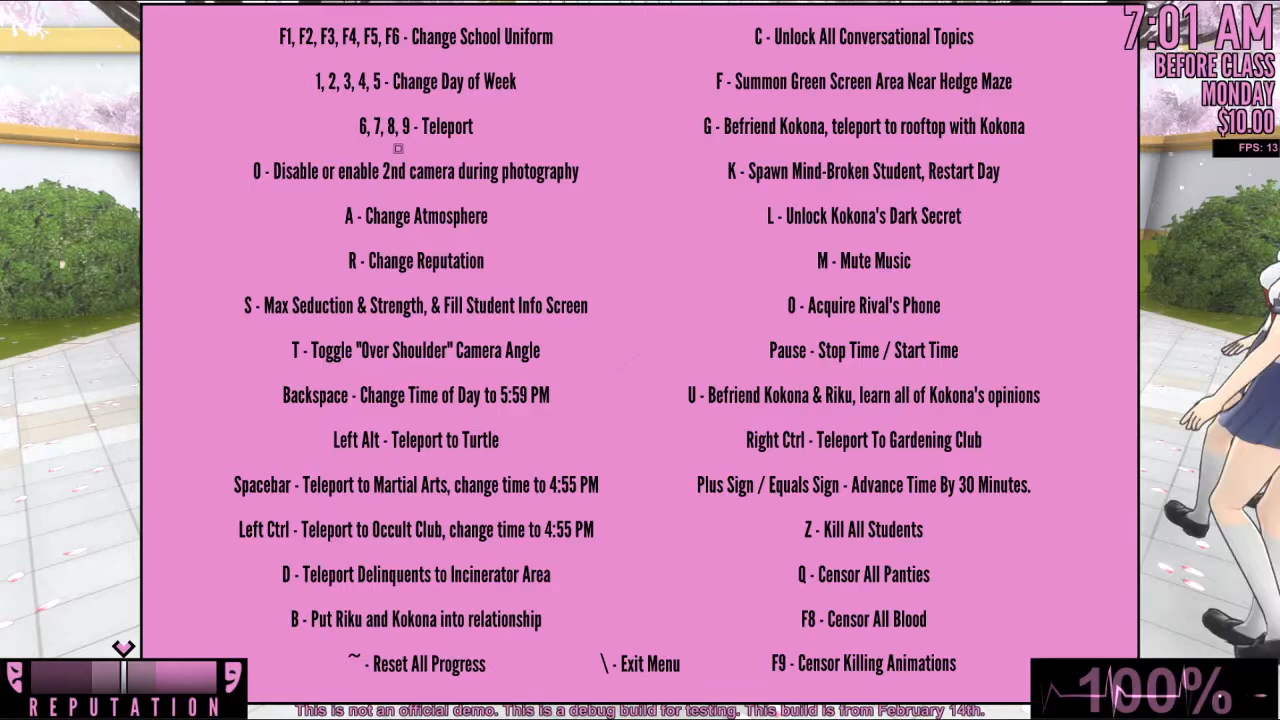 F1, F2, F3, F4, F5, F6 - Change School Uniform
1, 2, 3, 4, 5 - Change Day of Week
6, 7, 8, 9 - Teleport
0 - Disable or enable 2nd camera during photography
A - Change Atmosphere
R - Change Reputation
S - Max Seduction & Strength, & Fill Student Info Screen
T - Toggle "Over Shoulder" Camera Angle
Backspace - Change Time of Day to 5:59 PM
Left Alt - Teleport to Turtle
Spacebar - Teleport to Martial Arts, change time to 4:55 PM
Left Ctrl - Teleport to Occult Club, change time to 4:55 PM
D - Teleport Delinquents to Incinerator Area
B - Put Riku and Kokona into relationship
~ - Reset All Progress
\ - Exit Menu
C - Unlock All Conversational Topics
F - Summon Green Screen Area Near Hedge Maze
G - Befriend Kokona, teleport to rooftop with Kokona
K - Spawn Mind-Broken Student, Restart Day
L - Unlock Kokona's Dark Secret
M - Mute Music
O - Acquire Rival's Phone
Pause - Stop Time / Start Time
U - Befriend Kokona & Riku, learn all of Kokona's opinions
Right Ctrl - Teleport To Gardening Club
Plus Sign / Equals Sign - Advance Time By 30 Minutes.
Z - Kill All Students
Q - Censor All Panties
F8 - Censor All Blood
F9 - Censor Killing Animations
7:01 AM
BEFORE CLASS
MONDAY
$10.00
FPS: 13
REPUTATION
100%
This is not an official demo. This is a debug build for testing. This build is from February 14th.